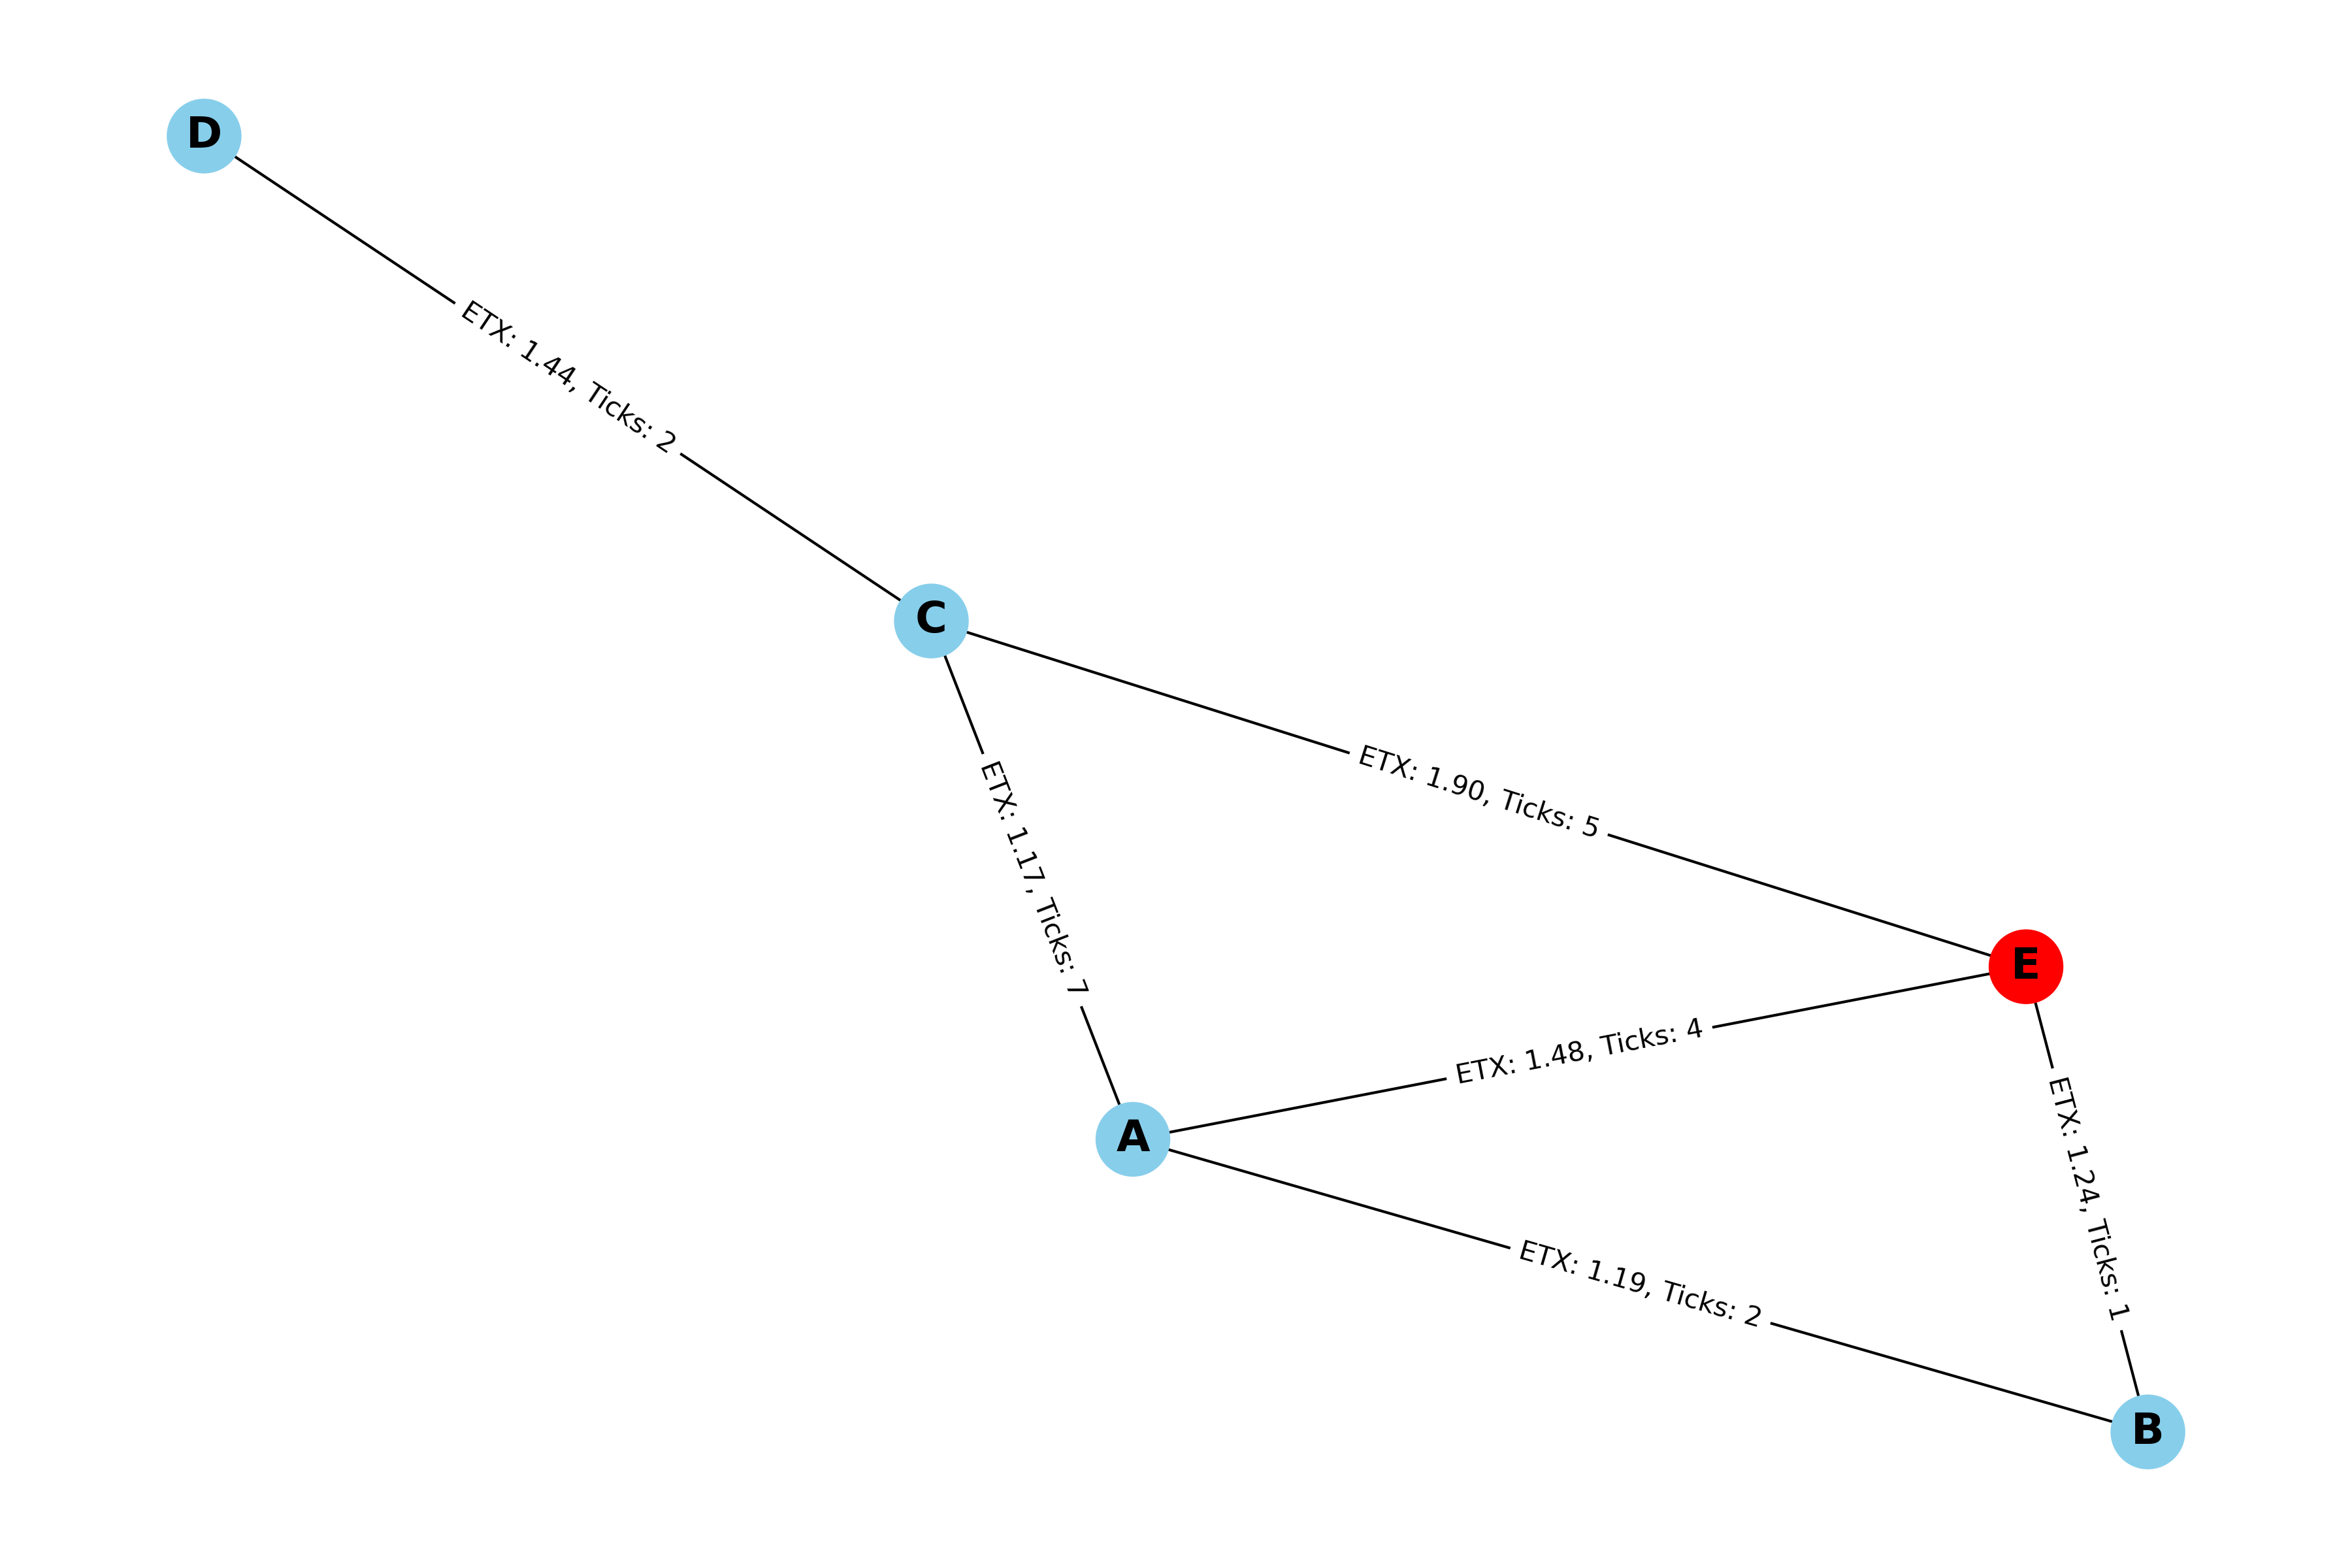 D
ETX: 1.44, Ticks: 2
C
ETX: 1.90, Ticks: 5
ETX: 1.17, Ticks: 7
E
ETX: 1.48, Ticks: 4
A
ETX: 1.24, Ticks: 1
ETX: 1.19, Ticks: 2
B